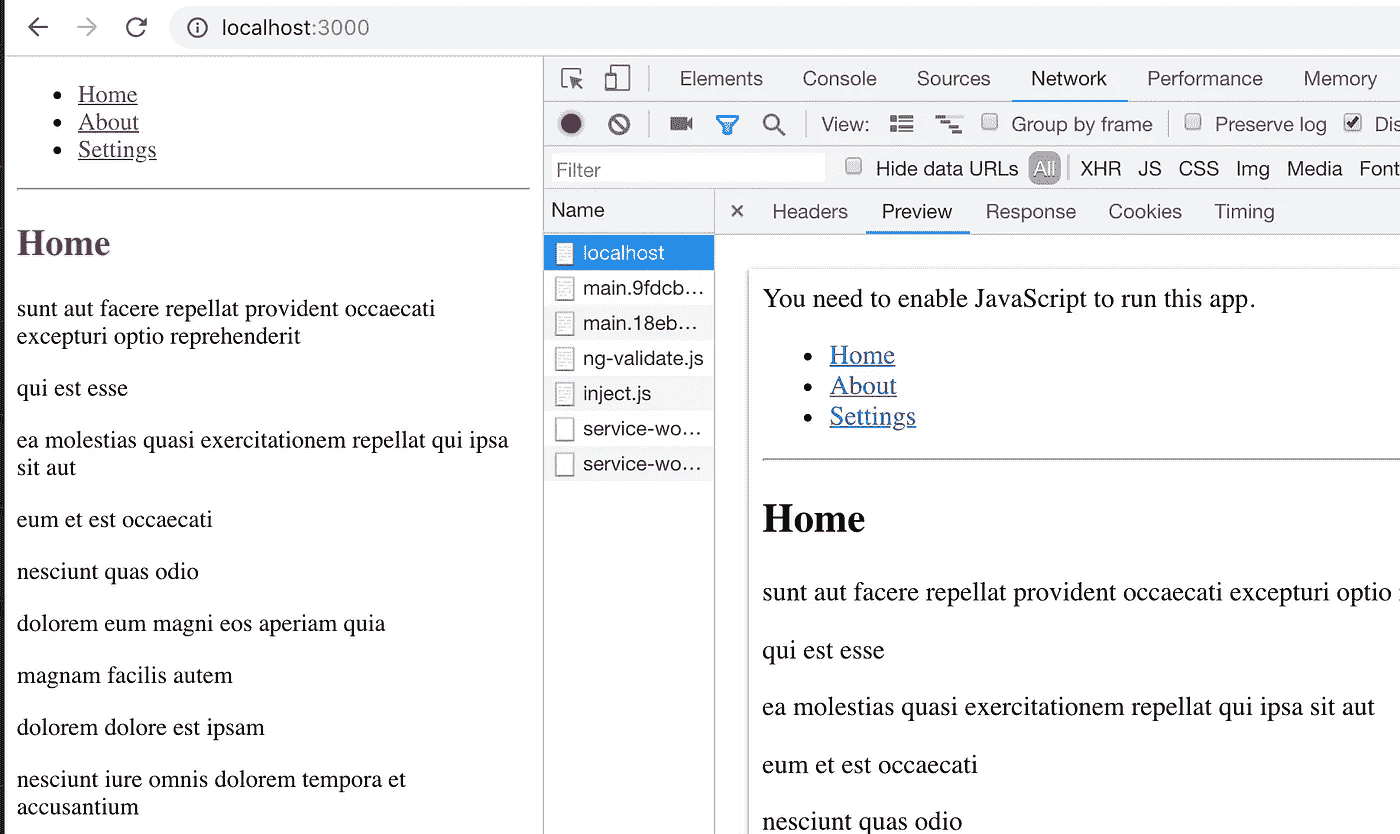 localhost:3000
Home
About
Settings
Home
sunt aut facere repellat provident occaecati
excepturi optio reprehenderit
qui est esse
ea molestias quasi exercitationem repellat qui ipsa
sit aut
eum et est occaecati
nesciunt quas odio
dolorem eum magni eos aperiam quia
magnam facilis autem
dolorem dolore est ipsam
nesciunt iure omnis dolorem tempora et
accusantium
Elements Console Sources Network Performance Memory
View: Group by frame Preserve log Dis
Filter Hide data URLs All XHR JS CSS Img Media Font
Name
localhost
main.9fdcb…
main.18eb…
ng-validate.js
inject.js
service-wo…
service-wo…
Headers Preview Response Cookies Timing
You need to enable JavaScript to run this app.
Home
About
Settings
Home
sunt aut facere repellat provident occaecati excepturi optio
qui est esse
ea molestias quasi exercitationem repellat qui ipsa sit aut
eum et est occaecati
nesciunt quas odio